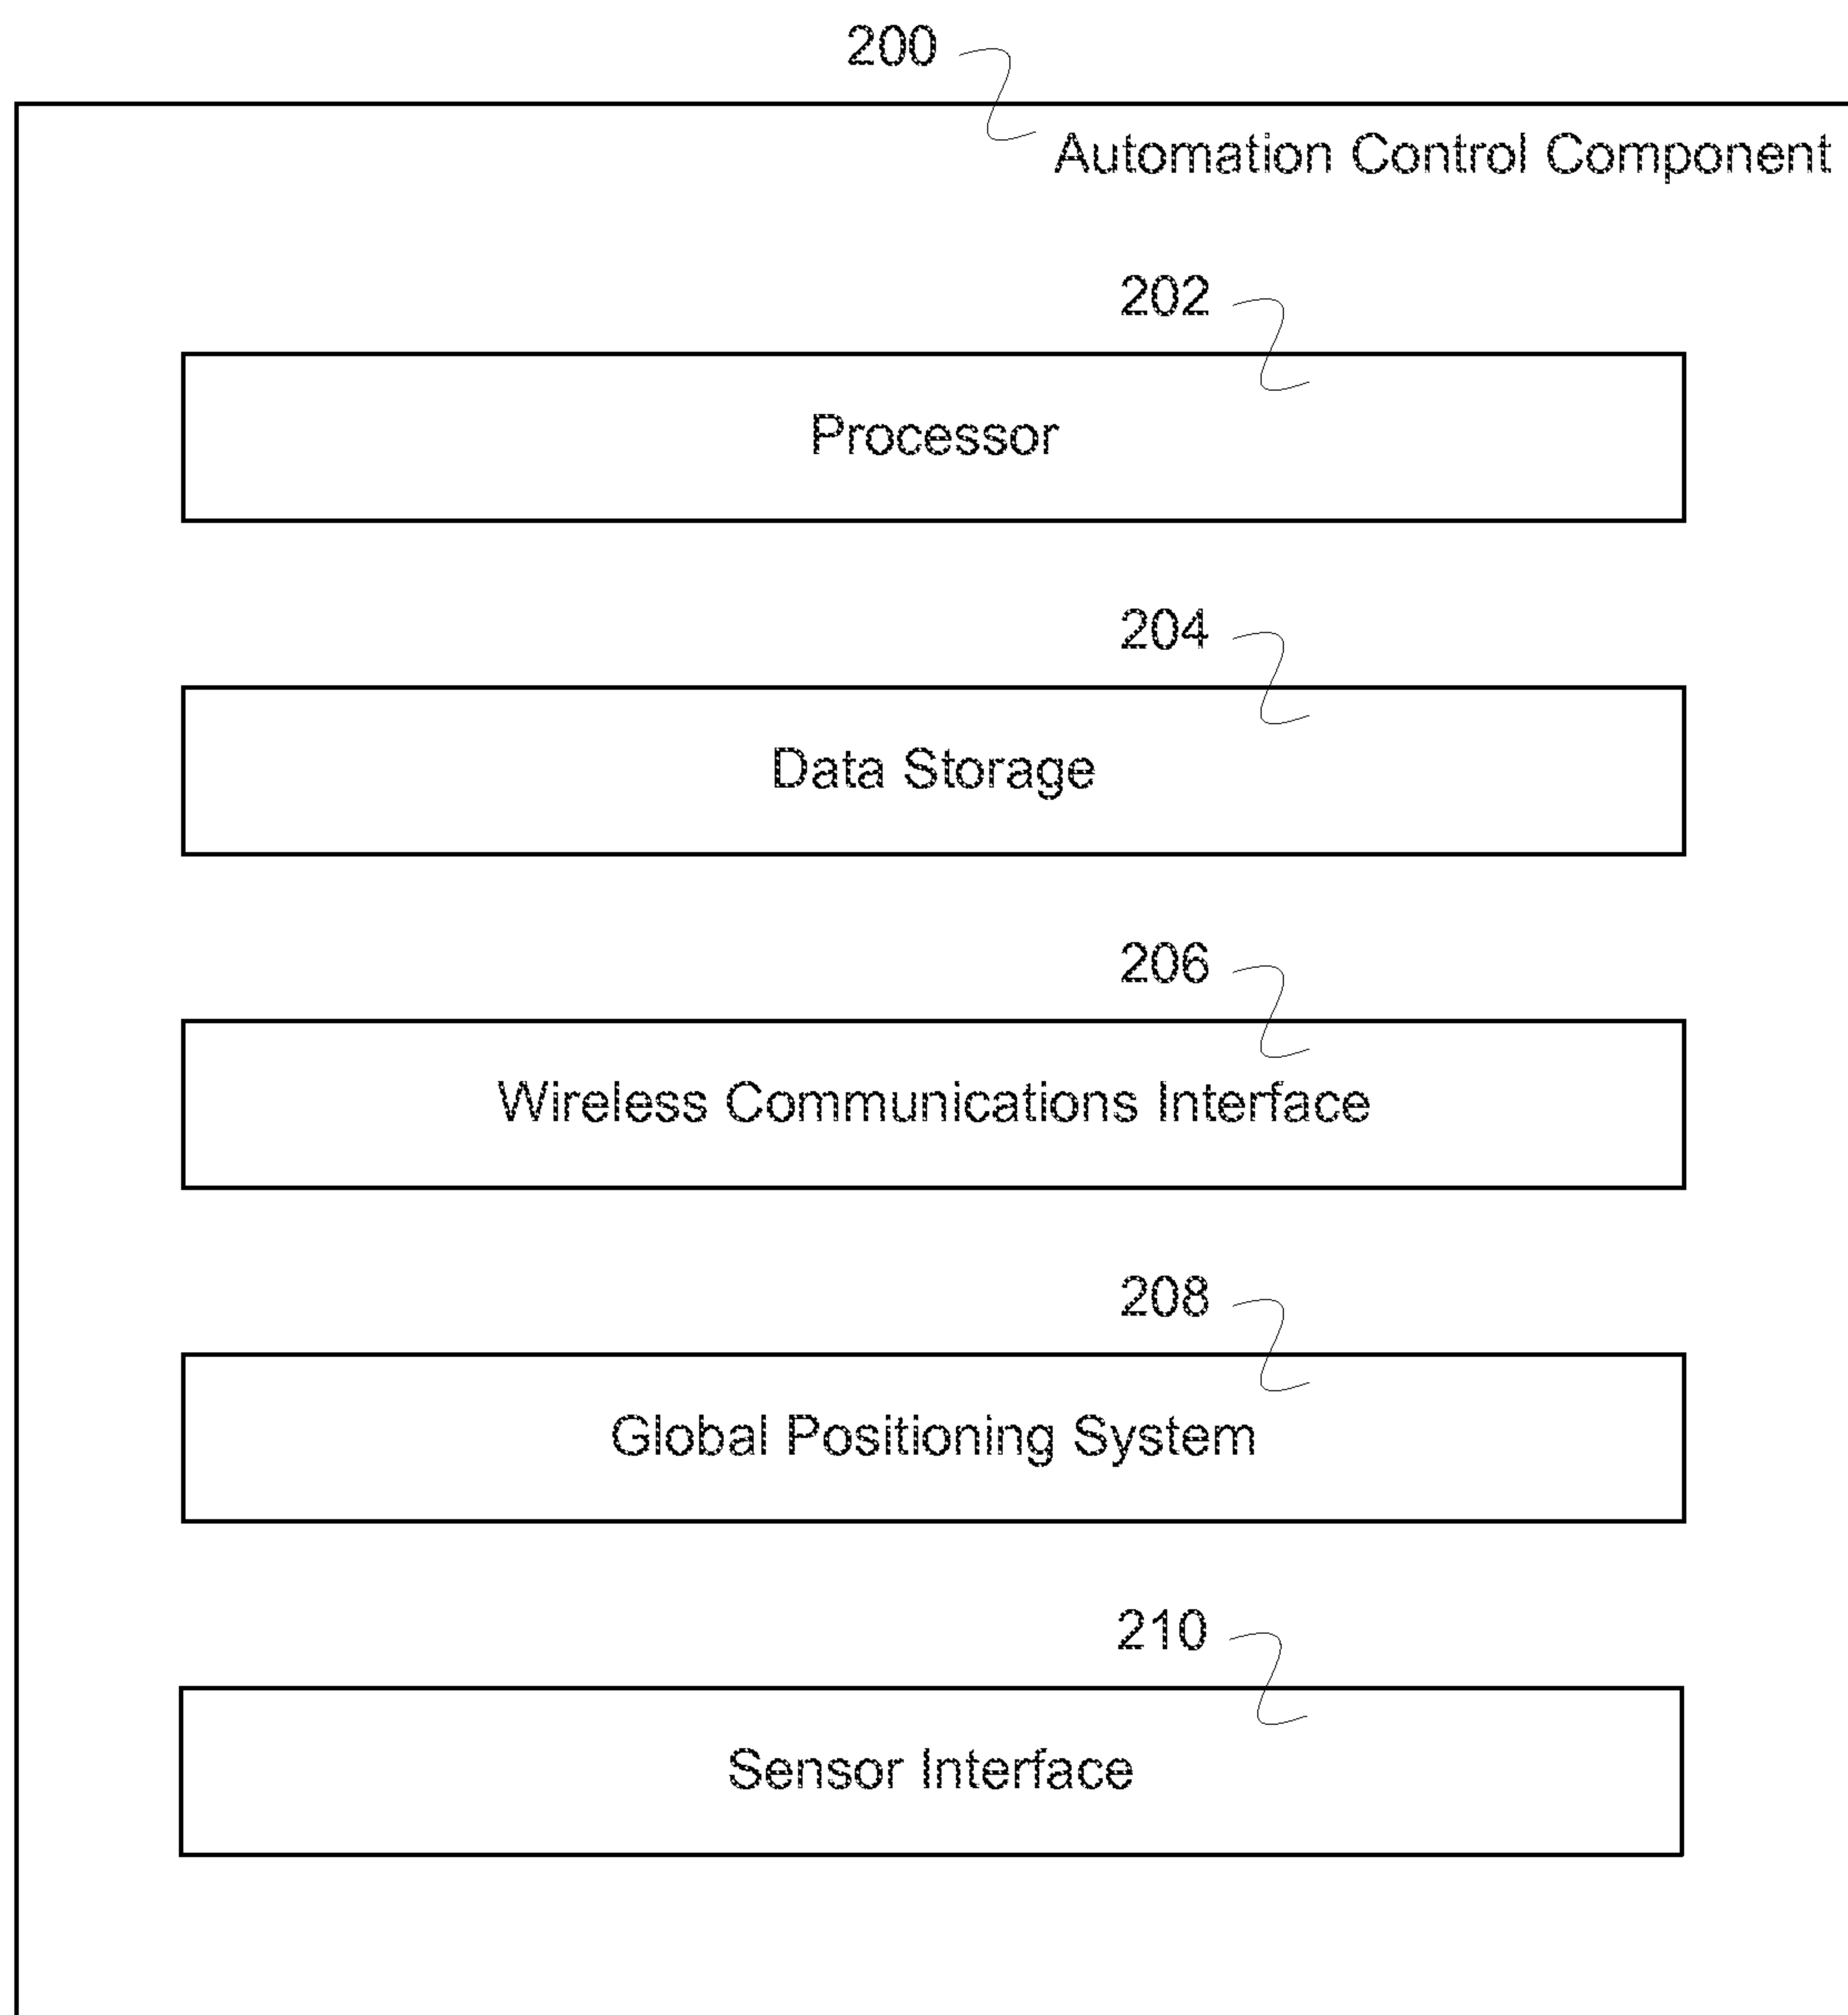 200
Automation Control Component
202
Processor
204
Data Storage
206
Wireless Communications Interface
208
Global Positioning System
210
Sensor Interface